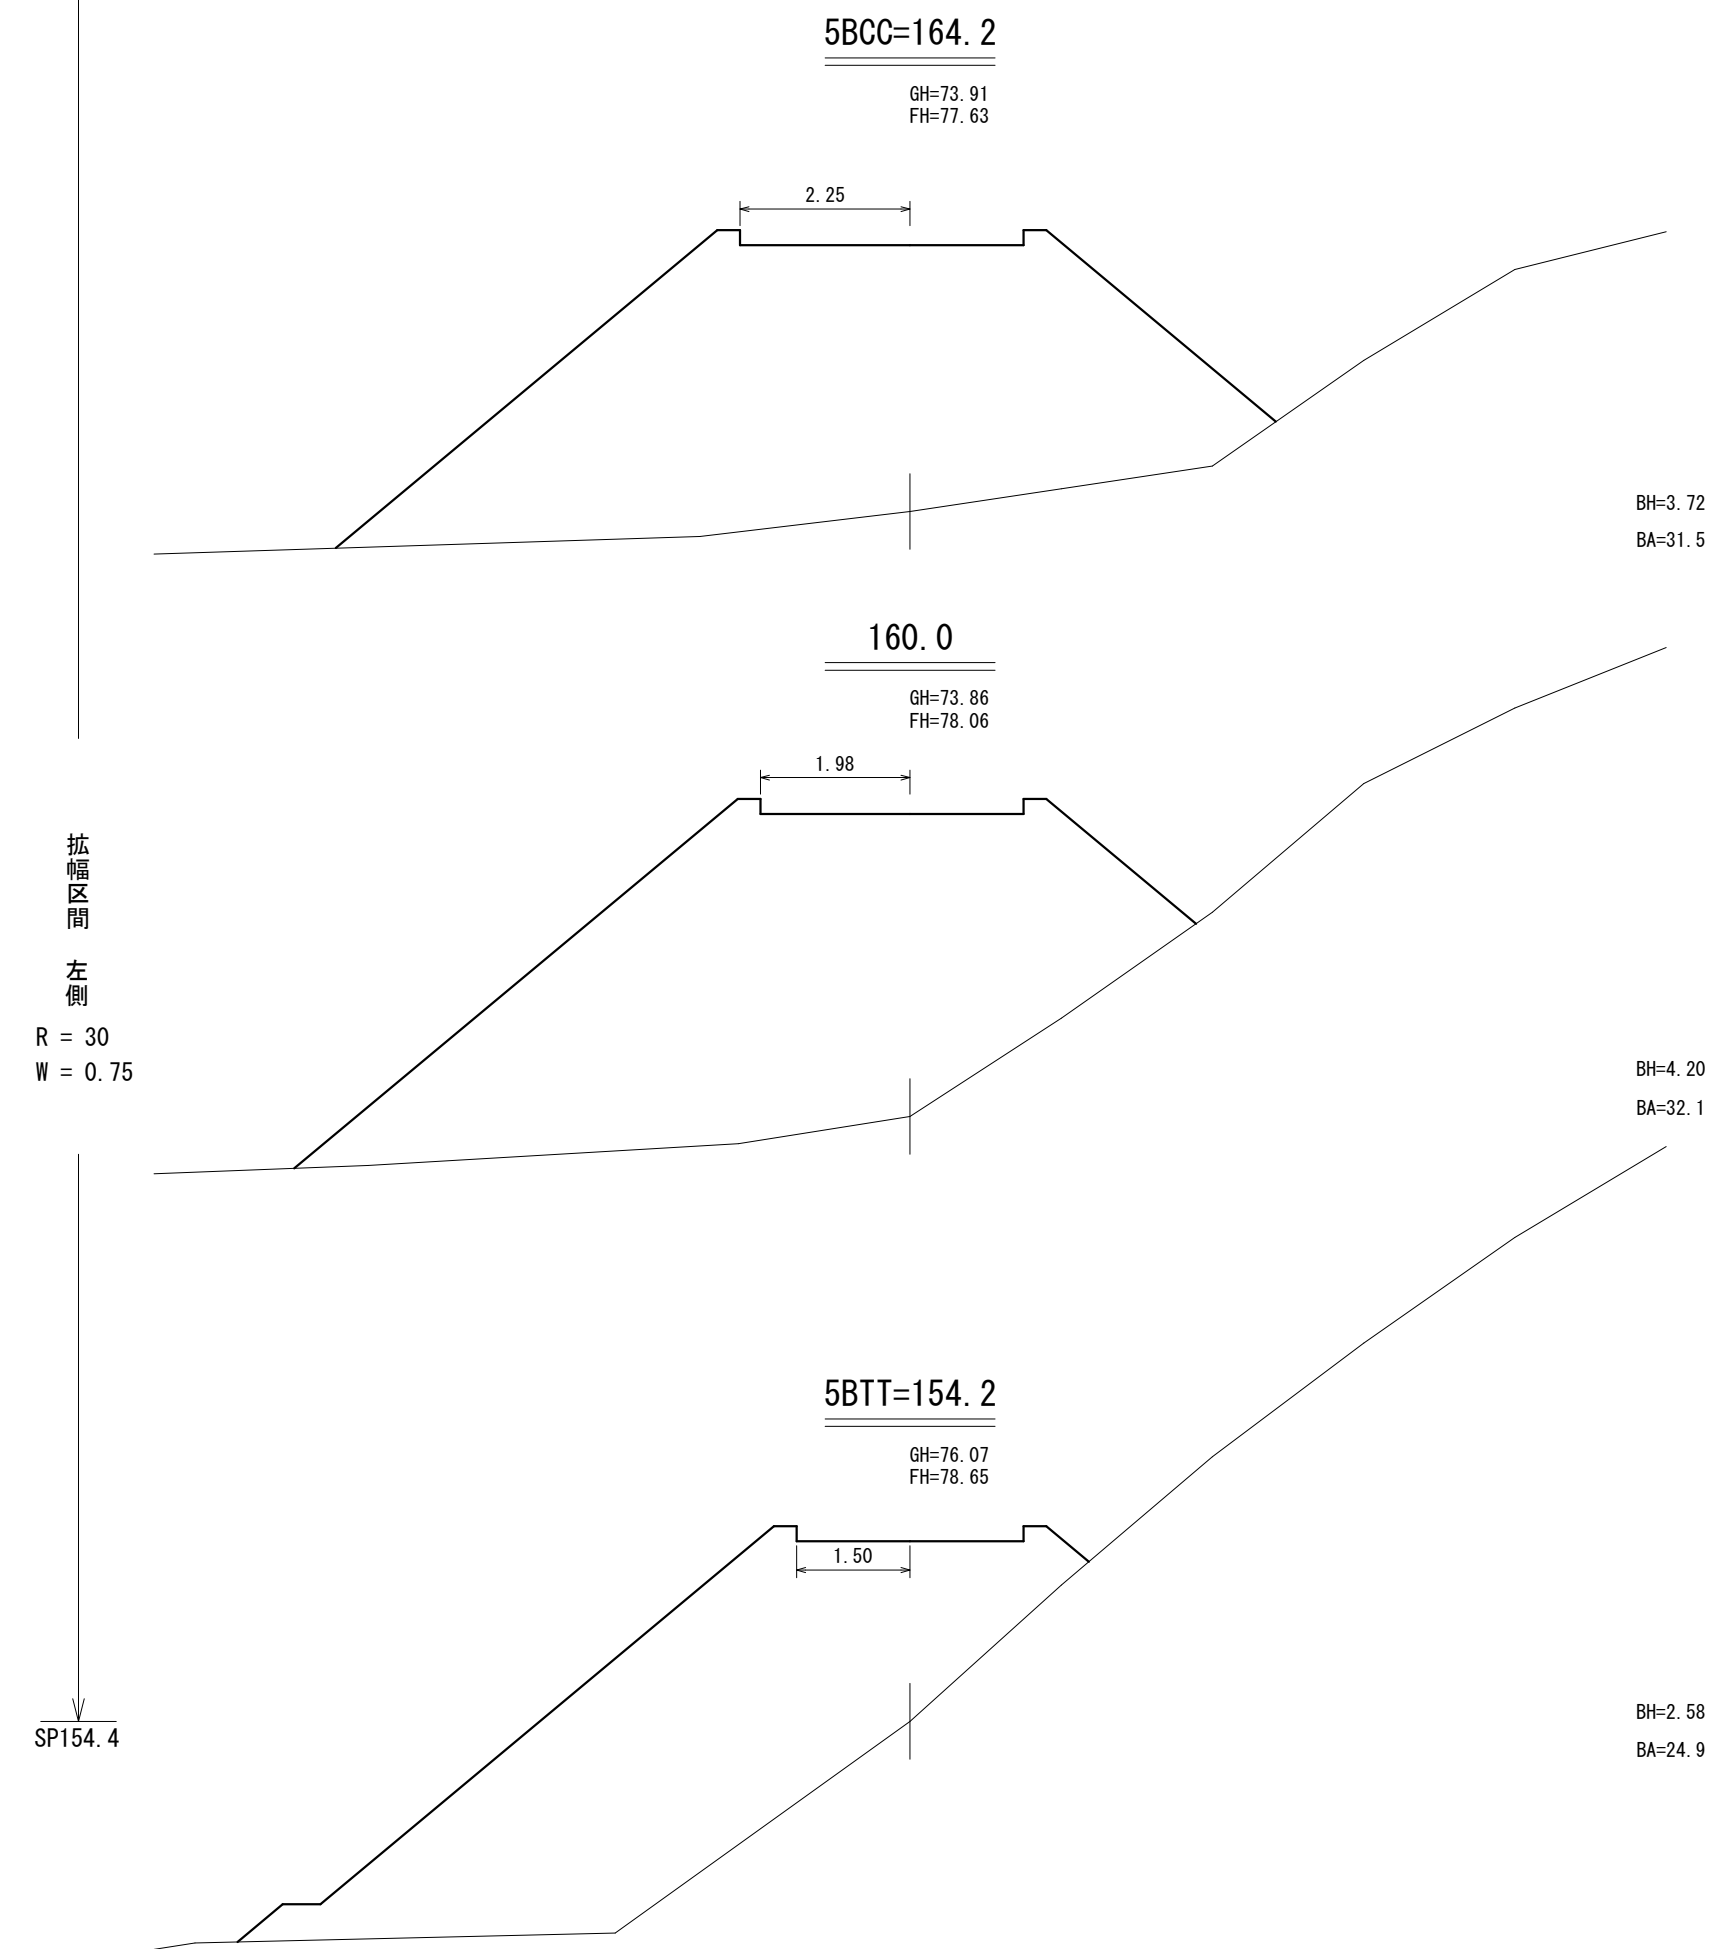 5BCC=164.2
GH=73.91
FH=77.63
2.25
BH=3.72
BA=31.5
160.0
GH=73.86
FH=78.06
1.98
拡幅区間 左側
R = 30
W = 0.75
BH=4.20
BA=32.1
5BTT=154.2
GH=76.07
FH=78.65
1.50
SP154.4
BH=2.58
BA=24.9